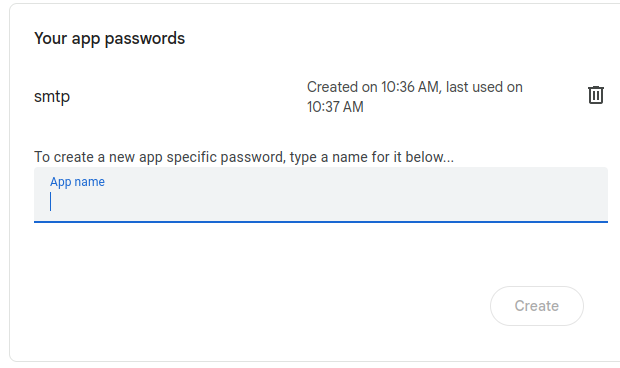 Your app passwords
smtp
Created on 10:36 AM, last used on
10:37 AM
To create a new app specific password, type a name for it below...
App name
Create